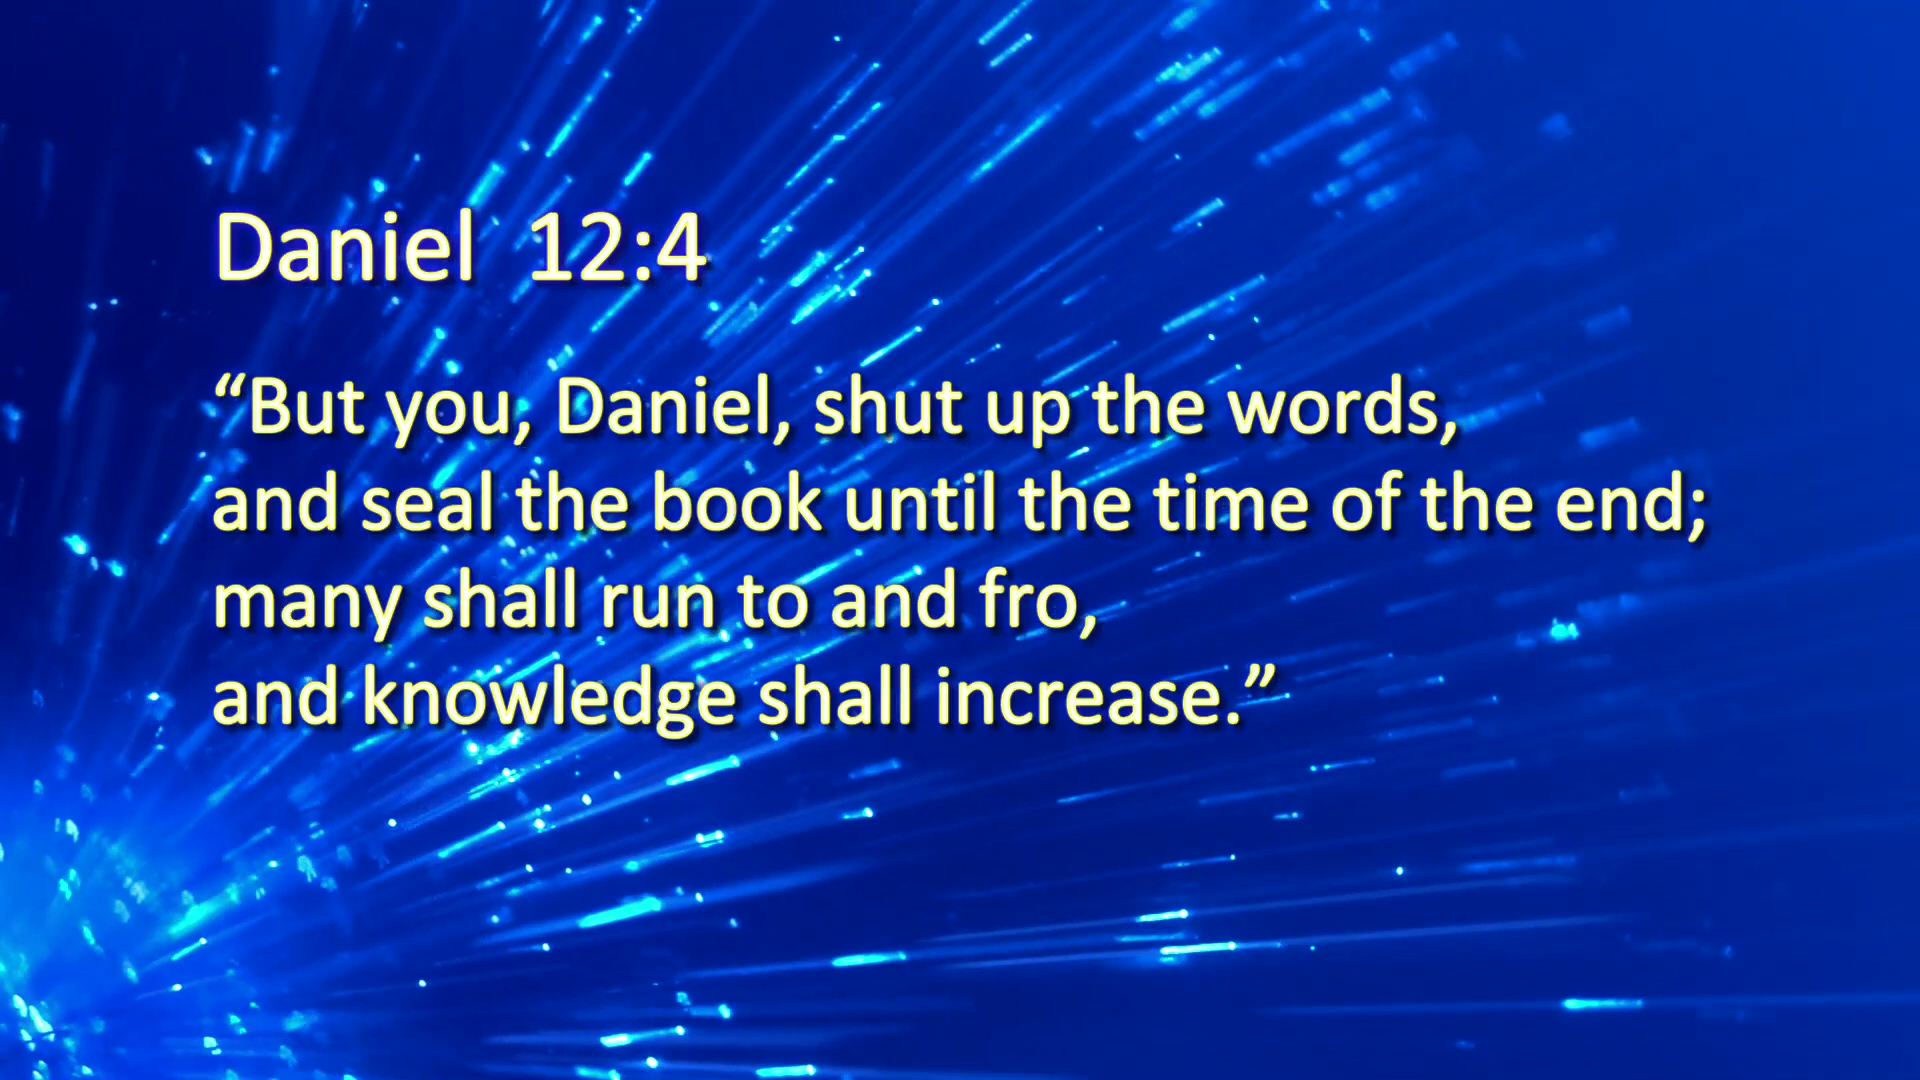 Daniel  12:4
“But you, Daniel, shut up the words,
and seal the book until the time of the end;
many shall run to and fro,
and knowledge shall increase.”